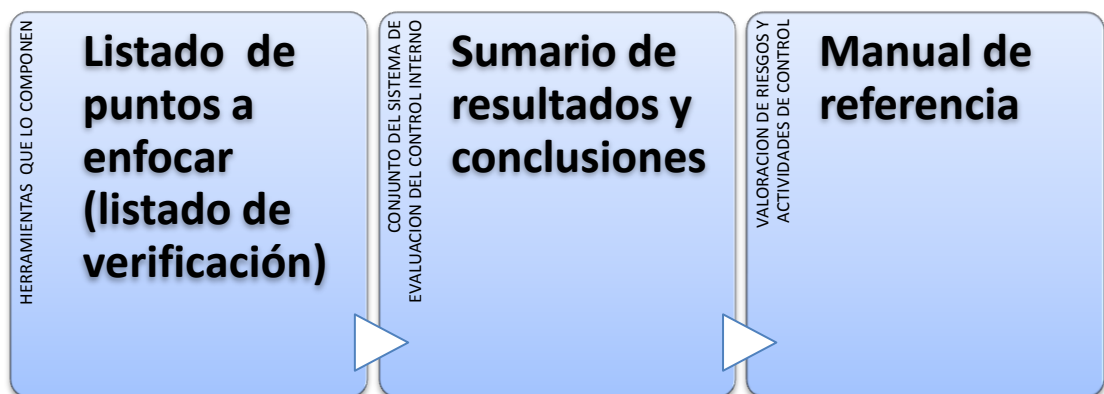 HERRAMIENTAS QUE LO COMPONEN
Listado de
puntos a
enfocar
(listado de
verificación)
CONJUNTO DEL SISTEMA DE
EVALUACION DEL CONTROL INTERNO
Sumario de
resultados y
conclusiones
VALORACION DE RIESGOS Y
ACTIVIDADES DE CONTROL
Manual de
referencia